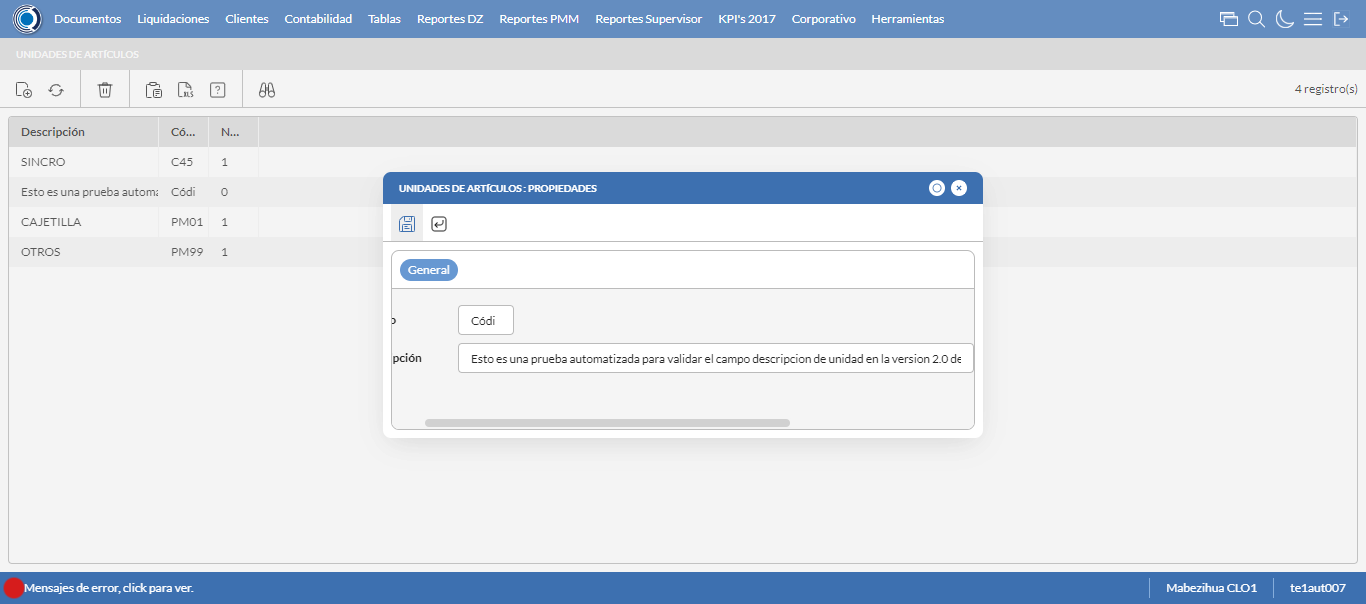 Documentos Liquidaciones Clientes Contabilidad Tablas Reportes DZ Reportes PMM Reportes Supervisor KPI's 2017 Corporativo Herramientas
UNIDADES DE ARTÍCULOS
XLS ? 4 registro(s)
Descripción Có... N...
SINCRO C45 1
Esto es una prueba automa Códi 0
CAJETILLA PM01 1
OTROS PM99 1
UNIDADES DE ARTÍCULOS : PROPIEDADES
General
o Códi
pción Esto es una prueba automatizada para validar el campo descripcion de unidad en la version 2.0 de
Mensajes de error, click para ver. Mabezihua CLO1 te1aut007